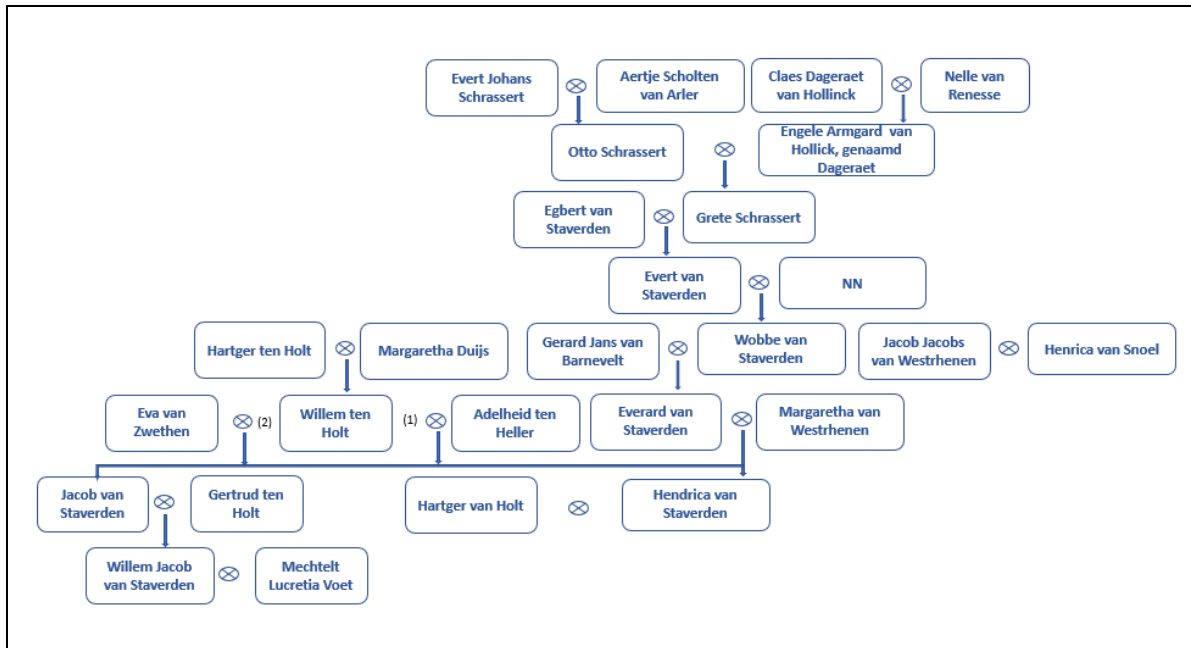 Evert Johans
Schrassert
Aertje Scholten
van Arler
Claes Dageraet
van Hollinck
Nelle van
Renesse
Otto Schrassert
Engele Armgard van
Hollick, genaamd
Dageraet
Egbert van
Staverden
Grete Schrassert
Evert van
Staverden
NN
Hartger ten Holt
Margaretha Duijs
Gerard Jans van
Barnevelt
Wobbe van
Staverden
Jacob Jacobs
van Westrhenen
Henrica van Snoel
Eva van
Zwethen
(2)
Willem ten
Holt
(1)
Adelheid ten
Heller
Everard van
Staverden
Margaretha van
Westrhenen
Jacob van
Staverden
Gertrud ten
Holt
Hartger van Holt
Hendrica van
Staverden
Willem Jacob
van Staverden
Mechtelt
Lucretia Voet